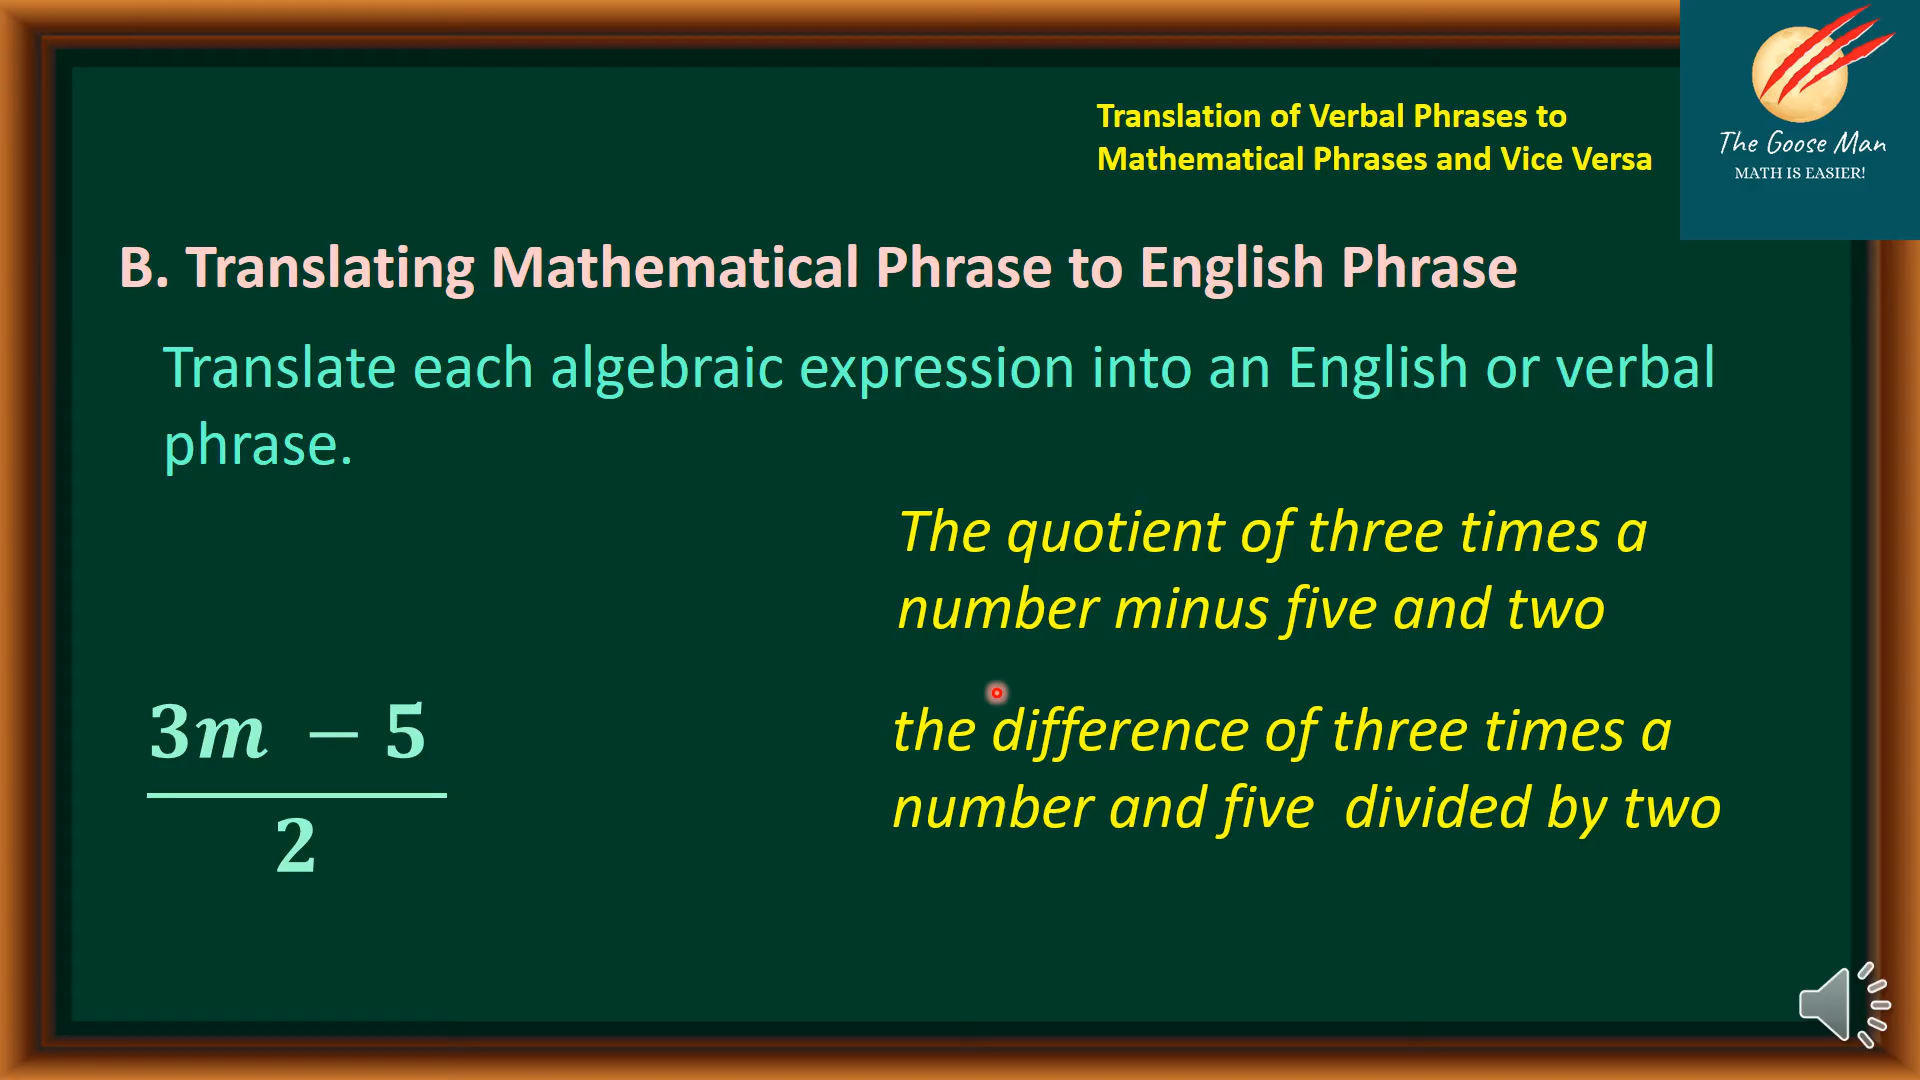 The Goose Man
MATH IS EASIER!
Translation of Verbal Phrases to
Mathematical Phrases and Vice Versa
B. Translating Mathematical Phrase to English Phrase
Translate each algebraic expression into an English or verbal
phrase.
The quotient of three times a
number minus five and two
3m − 5
2
the difference of three times a
number and five  divided by two